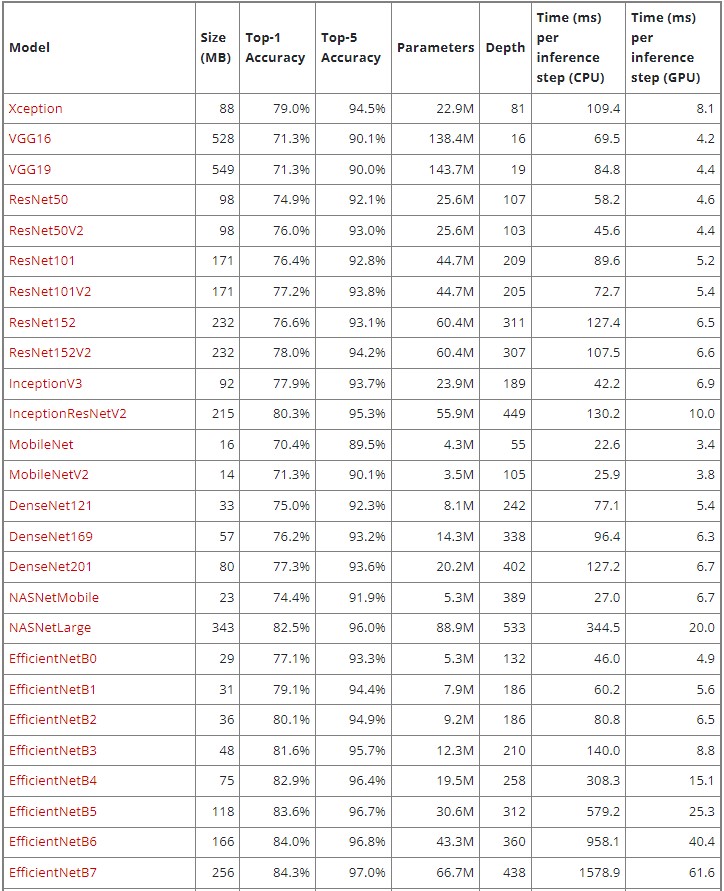 Model Size (MB) Top-1 Accuracy Top-5 Accuracy Parameters Depth Time (ms) per inference step (CPU) Time (ms) per inference step (GPU)
Xception 88 79.0% 94.5% 22.9M 81 109.4 8.1
VGG16 528 71.3% 90.1% 138.4M 16 69.5 4.2
VGG19 549 71.3% 90.0% 143.7M 19 84.8 4.4
ResNet50 98 74.9% 92.1% 25.6M 107 58.2 4.6
ResNet50V2 98 76.0% 93.0% 25.6M 103 45.6 4.4
ResNet101 171 76.4% 92.8% 44.7M 209 89.6 5.2
ResNet101V2 171 77.2% 93.8% 44.7M 205 72.7 5.4
ResNet152 232 76.6% 93.1% 60.4M 311 127.4 6.5
ResNet152V2 232 78.0% 94.2% 60.4M 307 107.5 6.6
InceptionV3 92 77.9% 93.7% 23.9M 189 42.2 6.9
InceptionResNetV2 215 80.3% 95.3% 55.9M 449 130.2 10.0
MobileNet 16 70.4% 89.5% 4.3M 55 22.6 3.4
MobileNetV2 14 71.3% 90.1% 3.5M 105 25.9 3.8
DenseNet121 33 75.0% 92.3% 8.1M 242 77.1 5.4
DenseNet169 57 76.2% 93.2% 14.3M 338 96.4 6.3
DenseNet201 80 77.3% 93.6% 20.2M 402 127.2 6.7
NASNetMobile 23 74.4% 91.9% 5.3M 389 27.0 6.7
NASNetLarge 343 82.5% 96.0% 88.9M 533 344.5 20.0
EfficientNetB0 29 77.1% 93.3% 5.3M 132 46.0 4.9
EfficientNetB1 31 79.1% 94.4% 7.9M 186 60.2 5.6
EfficientNetB2 36 80.1% 94.9% 9.2M 186 80.8 6.5
EfficientNetB3 48 81.6% 95.7% 12.3M 210 140.0 8.8
EfficientNetB4 75 82.9% 96.4% 19.5M 258 308.3 15.1
EfficientNetB5 118 83.6% 96.7% 30.6M 312 579.2 25.3
EfficientNetB6 166 84.0% 96.8% 43.3M 360 958.1 40.4
EfficientNetB7 256 84.3% 97.0% 66.7M 438 1578.9 61.6